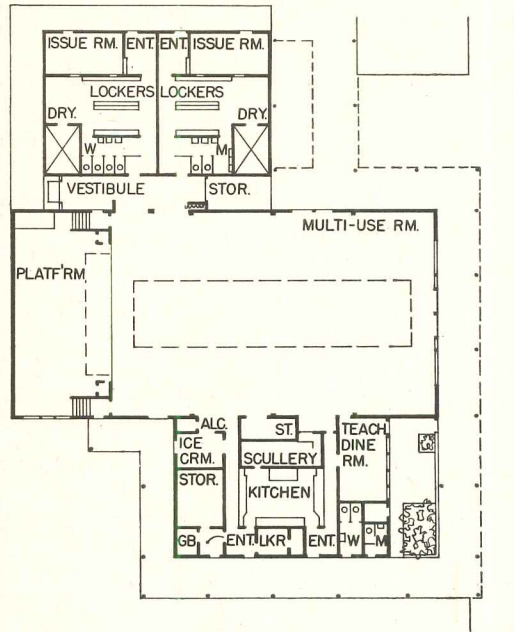 ISSUE RM. ENT. ENT. ISSUE RM.
LOCKERS LOCKERS
DRY. DRY.
W M
VESTIBULE STOR.
MULTI-USE RM.
PLATF'RM
ALC. ST. TEACH
ICE DINE
CRM. SCULLERY RM.
STOR. KITCHEN
GB ENT. LKR ENT. W M